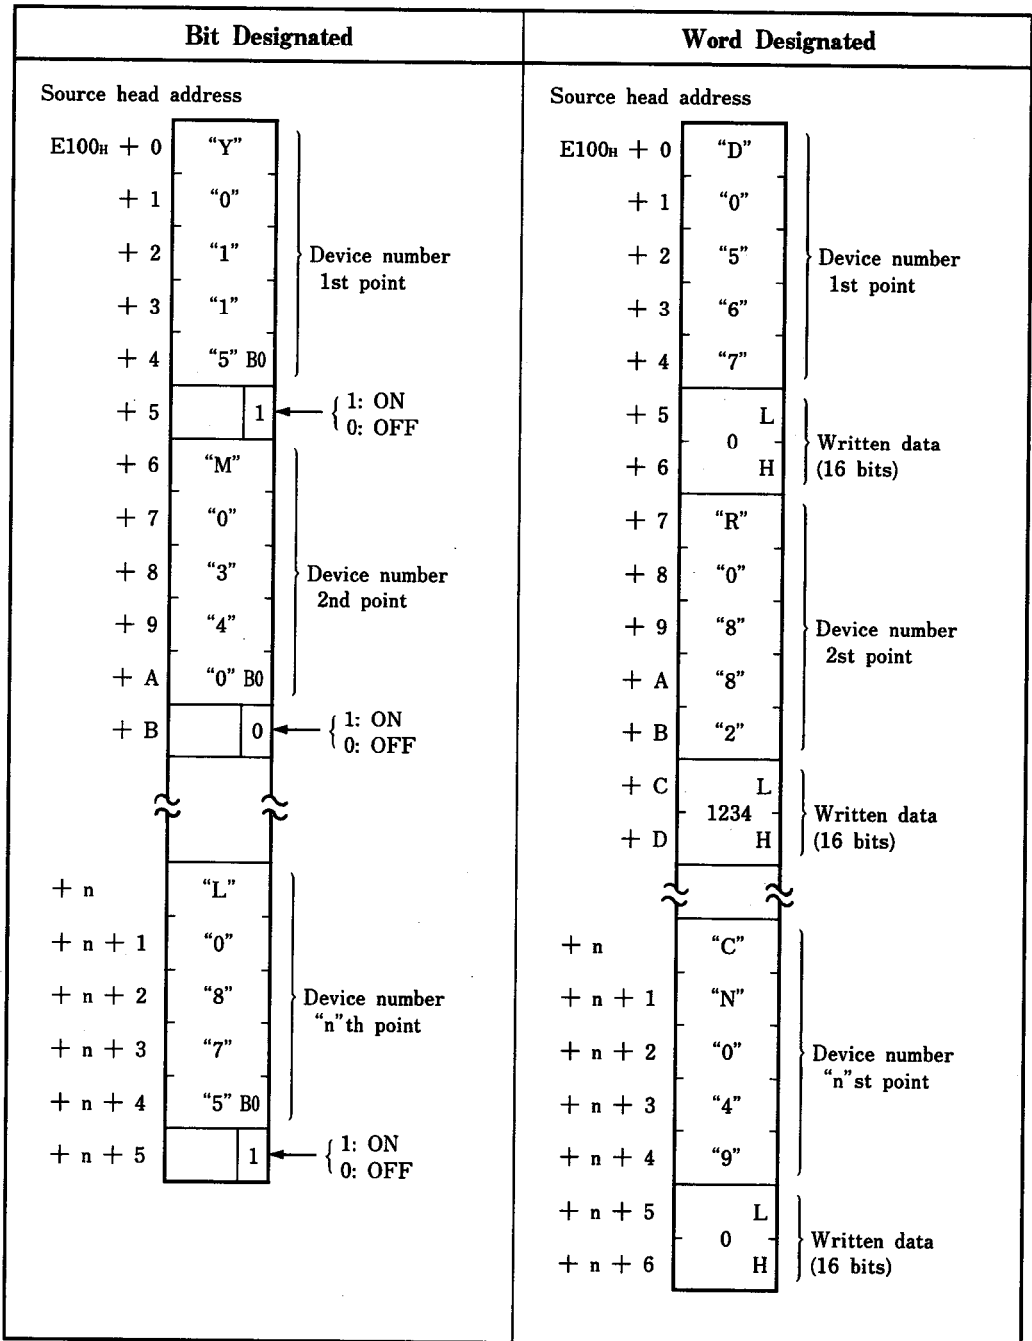 Bit Designated
Source head address
E100H + 0 “Y”
+ 1 “0”
+ 2 “1”
+ 3 “1”
+ 4 “5” B0
Device number
1st point
+ 5 1
1: ON
0: OFF
+ 6 “M”
+ 7 “0”
+ 8 “3”
+ 9 “4”
+ A “0” B0
Device number
2nd point
+ B 0
1: ON
0: OFF
+ n “L”
+ n + 1 “0”
+ n + 2 “8”
+ n + 3 “7”
+ n + 4 “5” B0
Device number
“n”th point
+ n + 5 1
1: ON
0: OFF
Word Designated
Source head address
E100H + 0 “D”
+ 1 “0”
+ 2 “5”
+ 3 “6”
+ 4 “7”
Device number
1st point
+ 5 L
0
+ 6 H
Written data
(16 bits)
+ 7 “R”
+ 8 “0”
+ 9 “8”
+ A “8”
+ B “2”
Device number
2st point
+ C L
1234
+ D H
Written data
(16 bits)
+ n “C”
+ n + 1 “N”
+ n + 2 “0”
+ n + 3 “4”
+ n + 4 “9”
Device number
“n”st point
+ n + 5 L
0
+ n + 6 H
Written data
(16 bits)